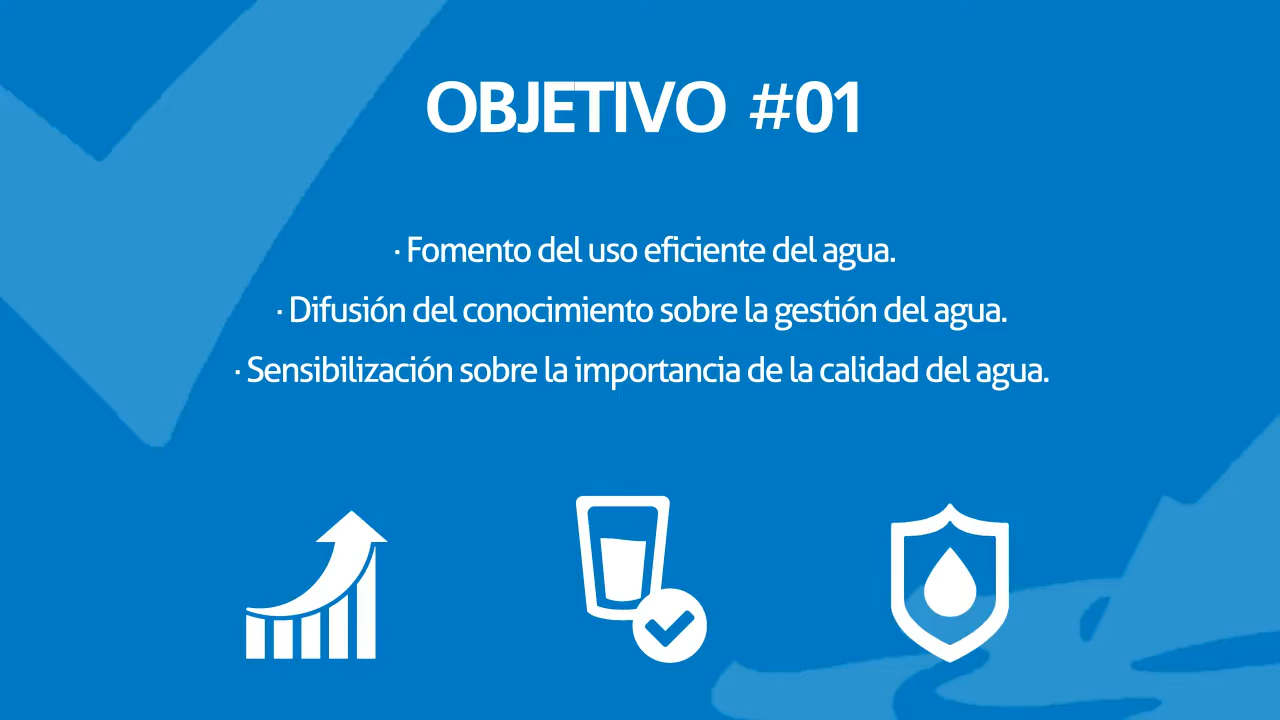 OBJETIVO #01
· Fomento del uso eficiente del agua.
· Difusión del conocimiento sobre la gestión del agua.
· Sensibilización sobre la importancia de la calidad del agua.